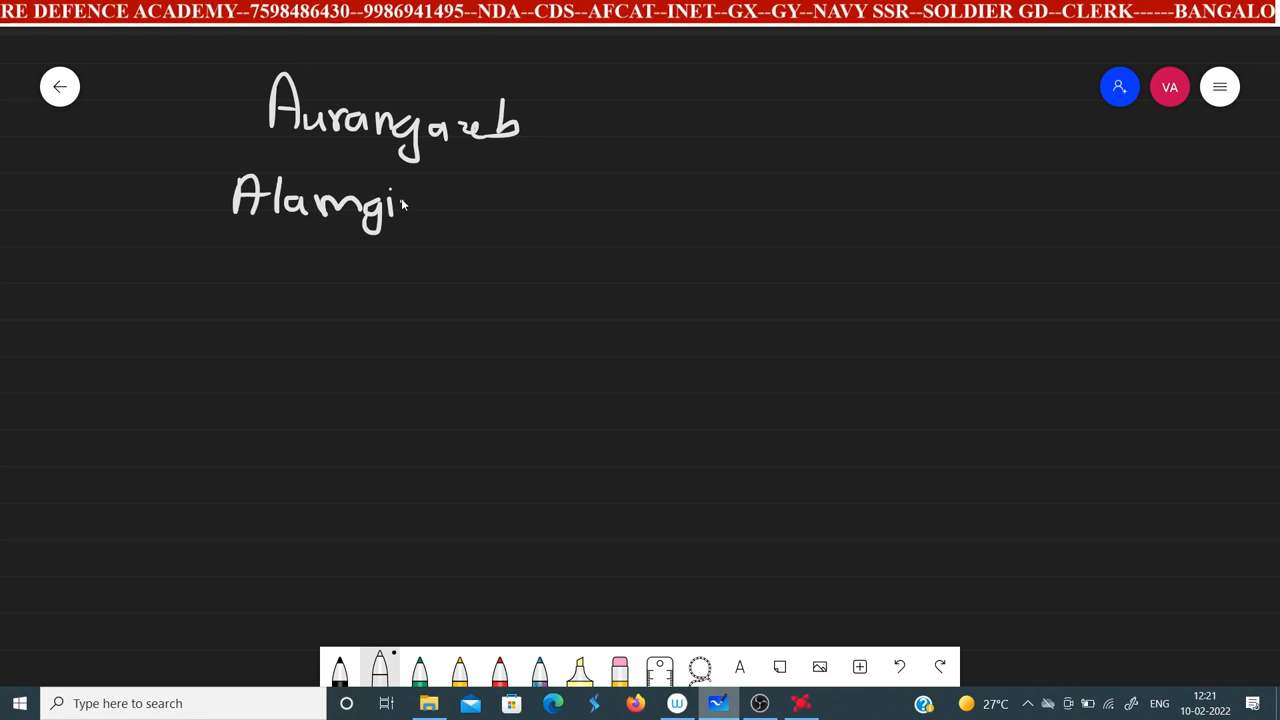 RE DEFENCE ACADEMY--7598486430--9986941495--NDA--CDS--AFCAT--INET--GX--GY--NAVY SSR--SOLDIER GD--CLERK------BANGALO
VA
Aurangazeb
Alamgi
A
Type here to search
27°C
ENG
12:21
10-02-2022